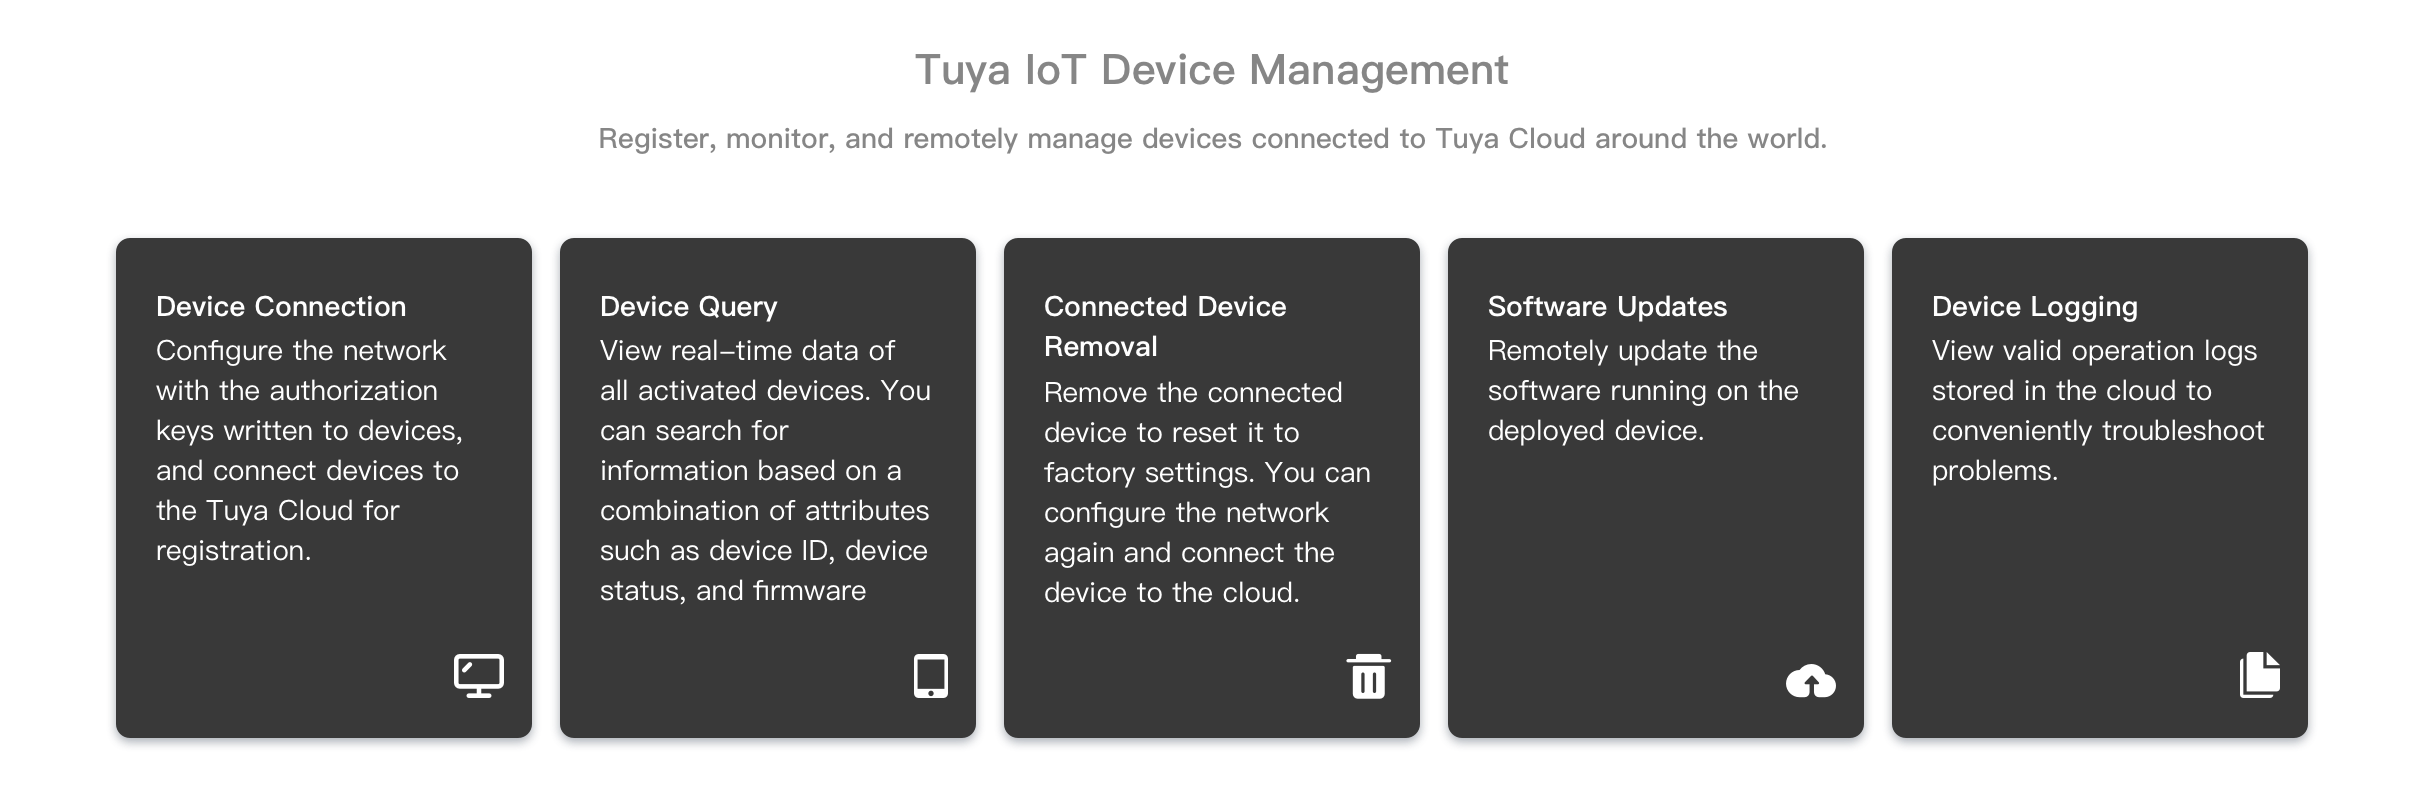 Tuya IoT Device Management
Register, monitor, and remotely manage devices connected to Tuya Cloud around the world.
Device Connection
Configure the network
with the authorization
keys written to devices,
and connect devices to
the Tuya Cloud for
registration.
Device Query
View real–time data of
all activated devices. You
can search for
information based on a
combination of attributes
such as device ID, device
status, and firmware
Connected Device
Removal
Remove the connected
device to reset it to
factory settings. You can
configure the network
again and connect the
device to the cloud.
Software Updates
Remotely update the
software running on the
deployed device.
Device Logging
View valid operation logs
stored in the cloud to
conveniently troubleshoot
problems.